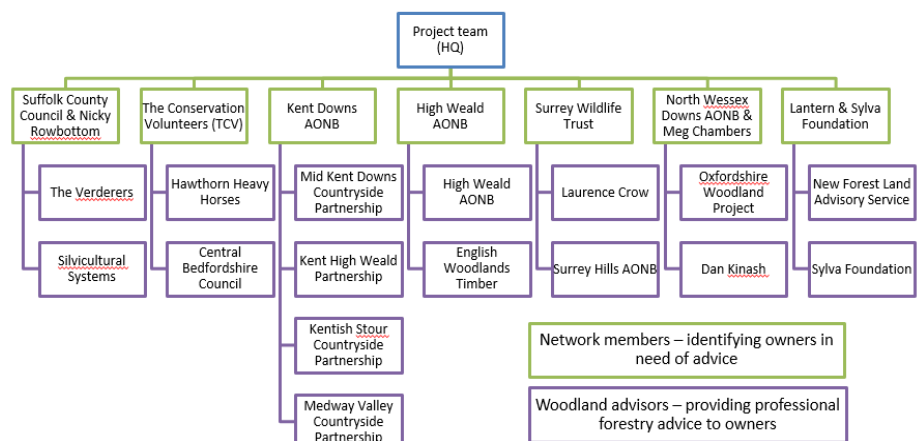 Project team
(HQ)
Suffolk County
Council & Nicky
Rowbottom
The Conservation
Volunteers (TCV)
Kent Downs
AONB
High Weald
AONB
Surrey Wildlife
Trust
North Wessex
Downs AONB &
Meg Chambers
Lantern & Sylva
Foundation
The Verderers
Hawthorn Heavy
Horses
Mid Kent Downs
Countryside
Partnership
High Weald
AONB
Laurence Crow
Oxfordshire
Woodland
Project
New Forest Land
Advisory Service
Silvicultural
Systems
Central
Bedfordshire
Council
Kent High Weald
Partnership
English
Woodlands
Timber
Surrey Hills AONB
Dan Kinash
Sylva Foundation
Kentish Stour
Countryside
Partnership
Medway Valley
Countryside
Partnership
Network members – identifying owners in
need of advice
Woodland advisors – providing professional
forestry advice to owners